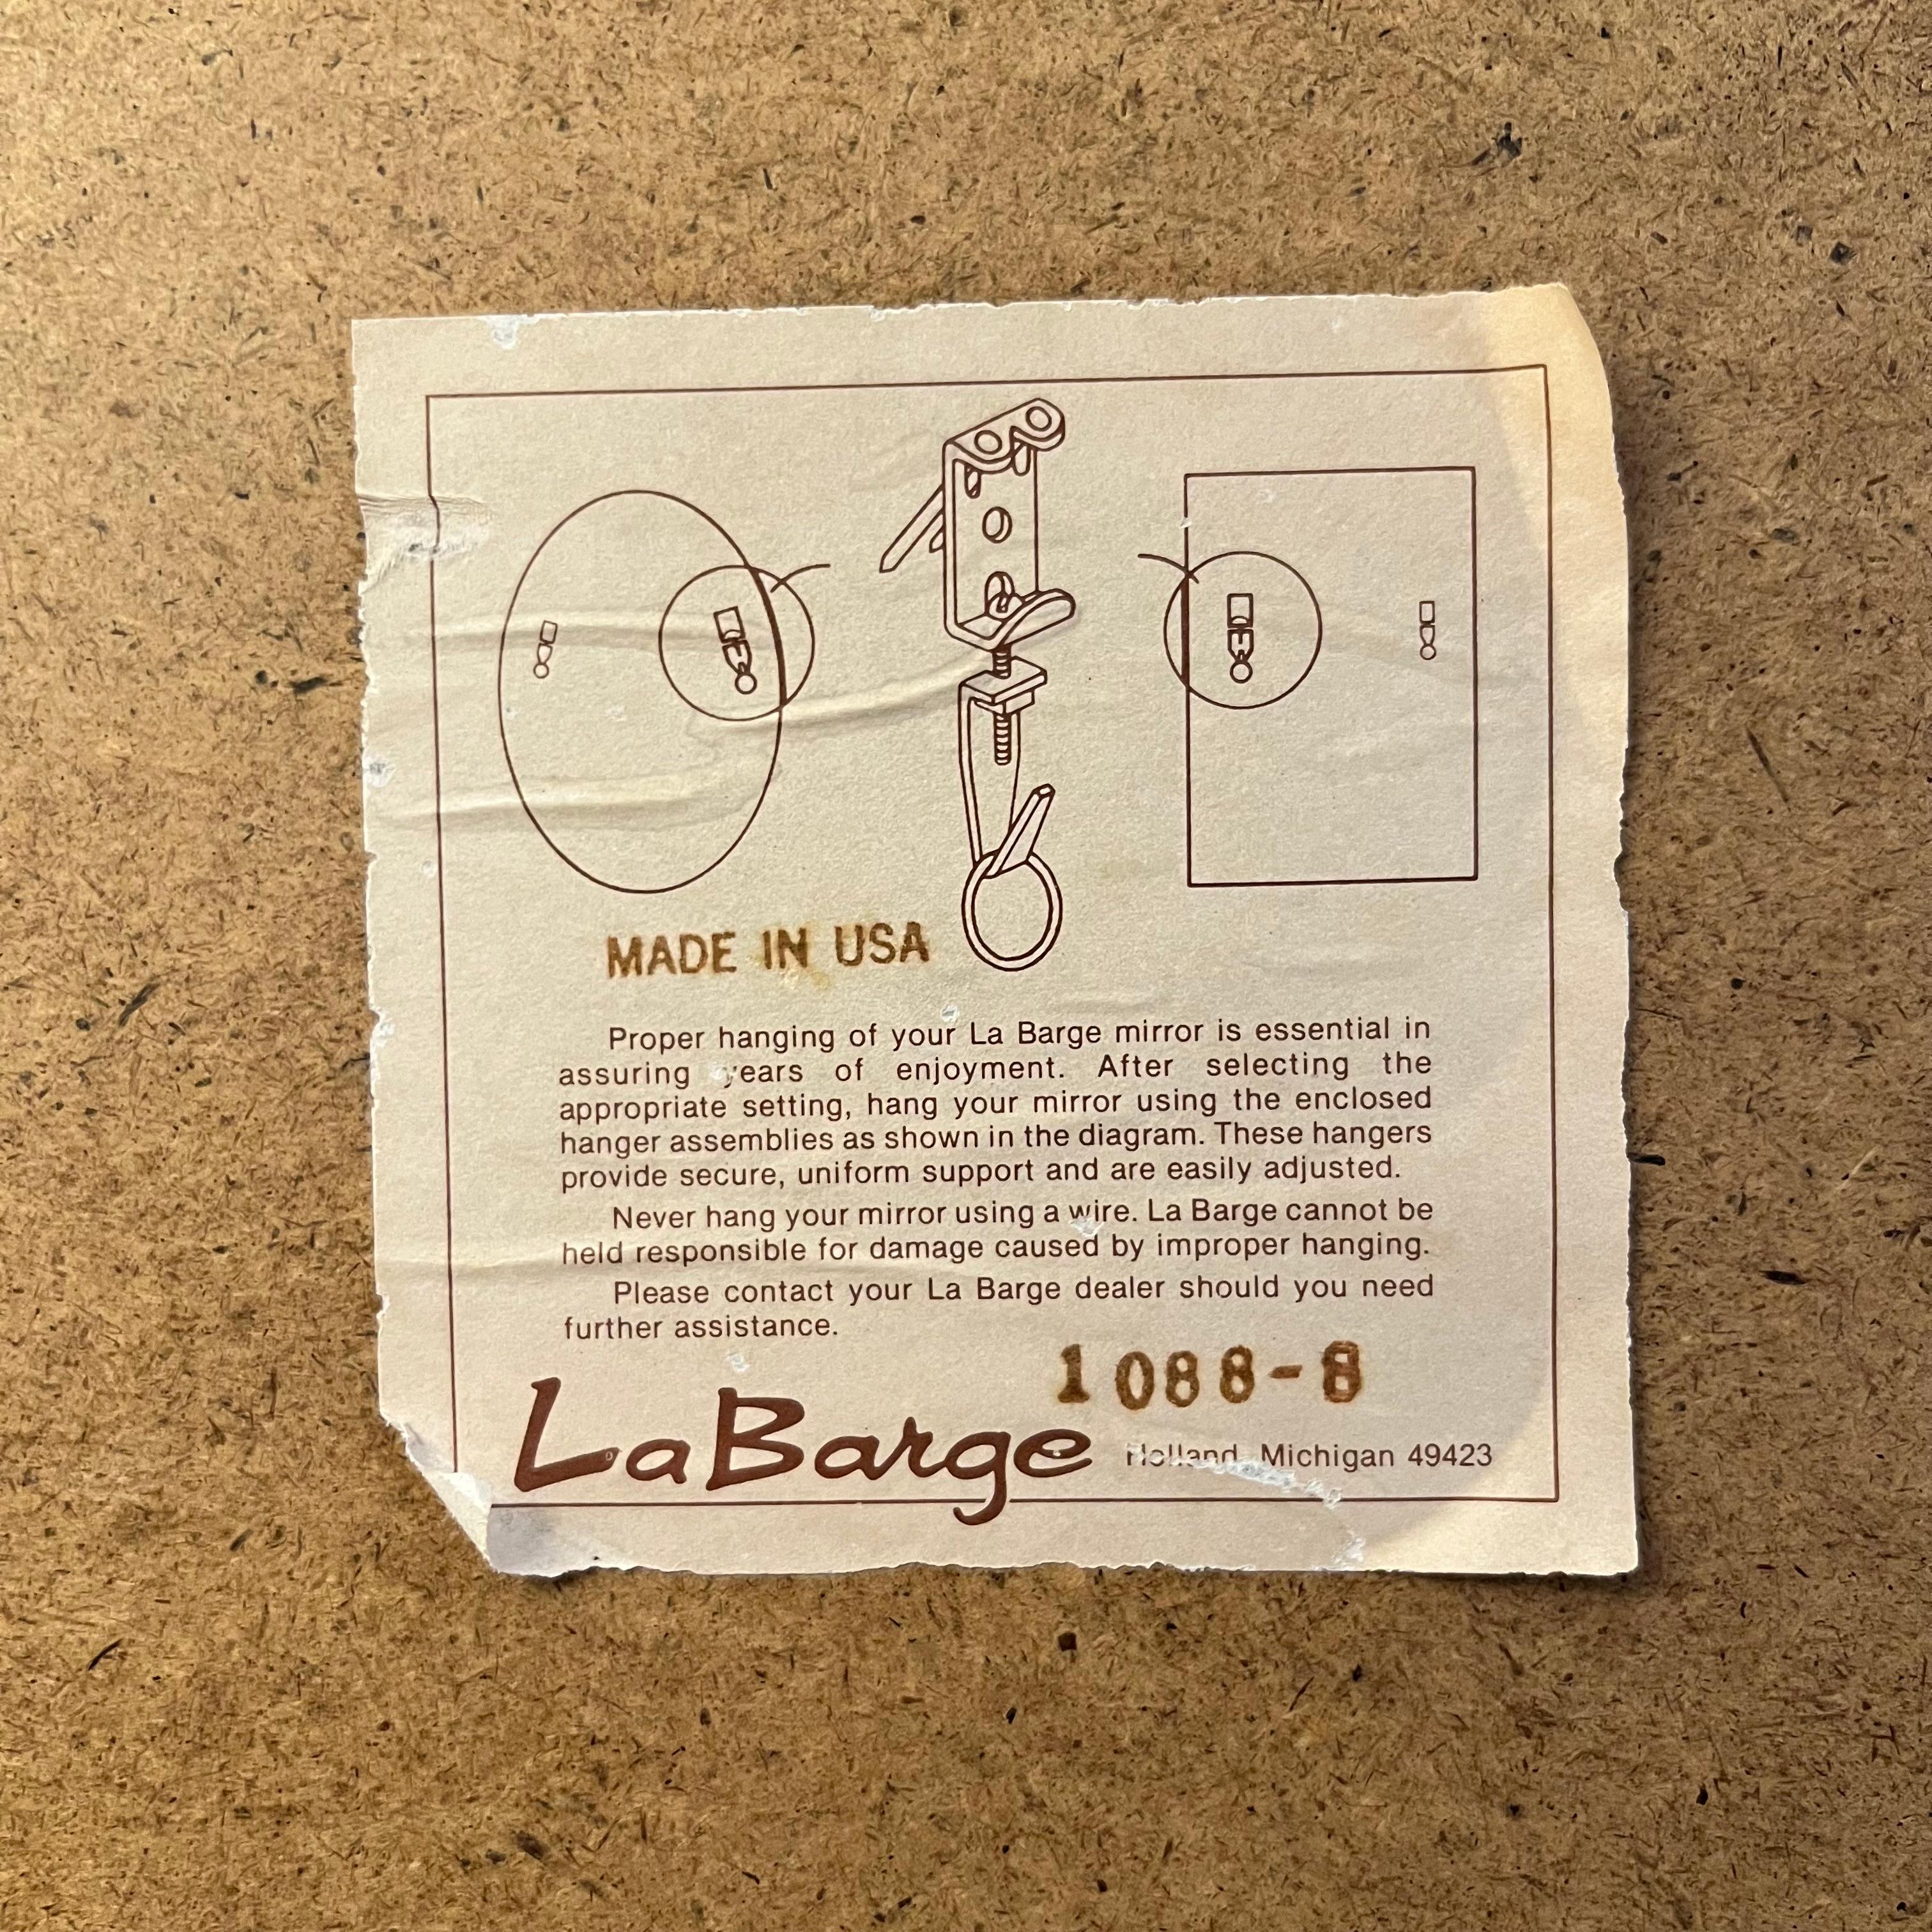 MADE IN USA
Proper hanging of your La Barge mirror is essential in
assuring years of enjoyment. After selecting the
appropriate setting, hang your mirror using the enclosed
hanger assemblies as shown in the diagram. These hangers
provide secure, uniform support and are easily adjusted.
Never hang your mirror using a wire. La Barge cannot be
held responsible for damage caused by improper hanging.
Please contact your La Barge dealer should you need
further assistance.
1088-8
La Barge Holland, Michigan 49423